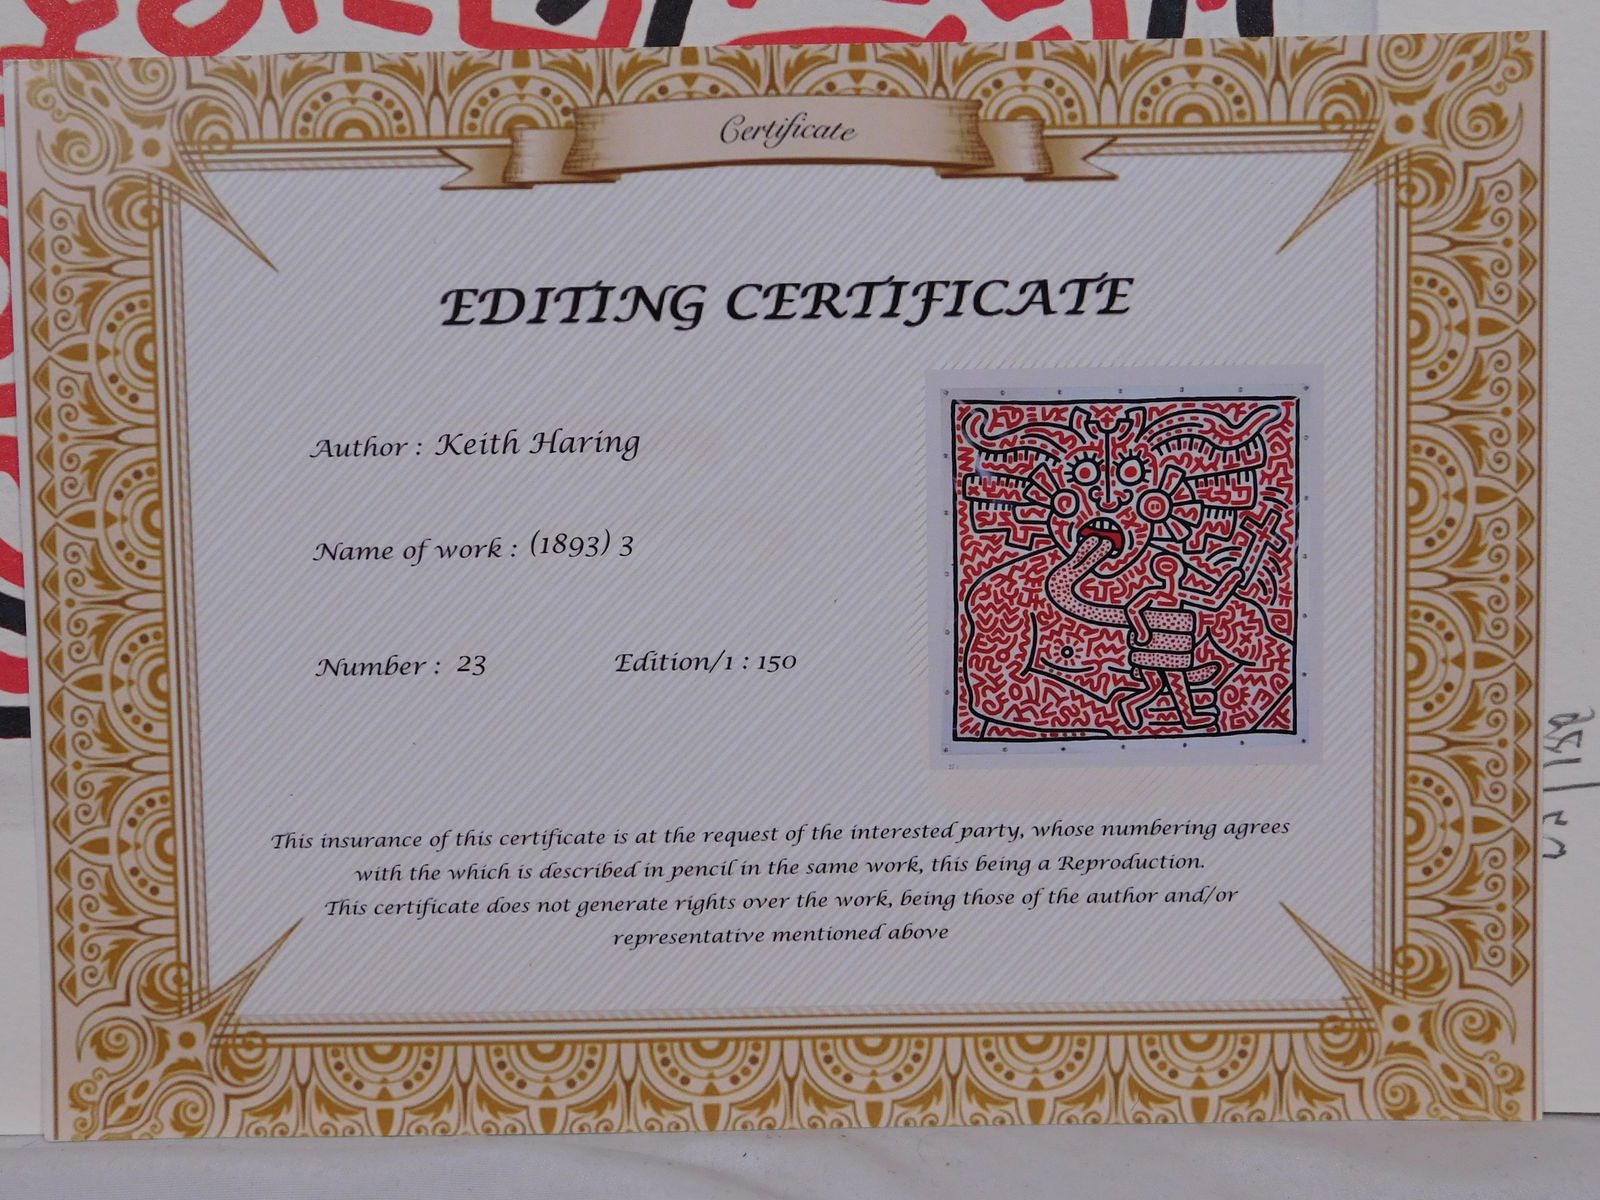 Certificate
EDITING CERTIFICATE
Author : Keith Haring
Name of work : (1893) 3
Number : 23 Edition/1 : 150
This insurance of this certificate is at the request of the interested party, whose numbering agrees
with the which is described in pencil in the same work, this being a Reproduction.
This certificate does not generate rights over the work, being those of the author and/or
representative mentioned above